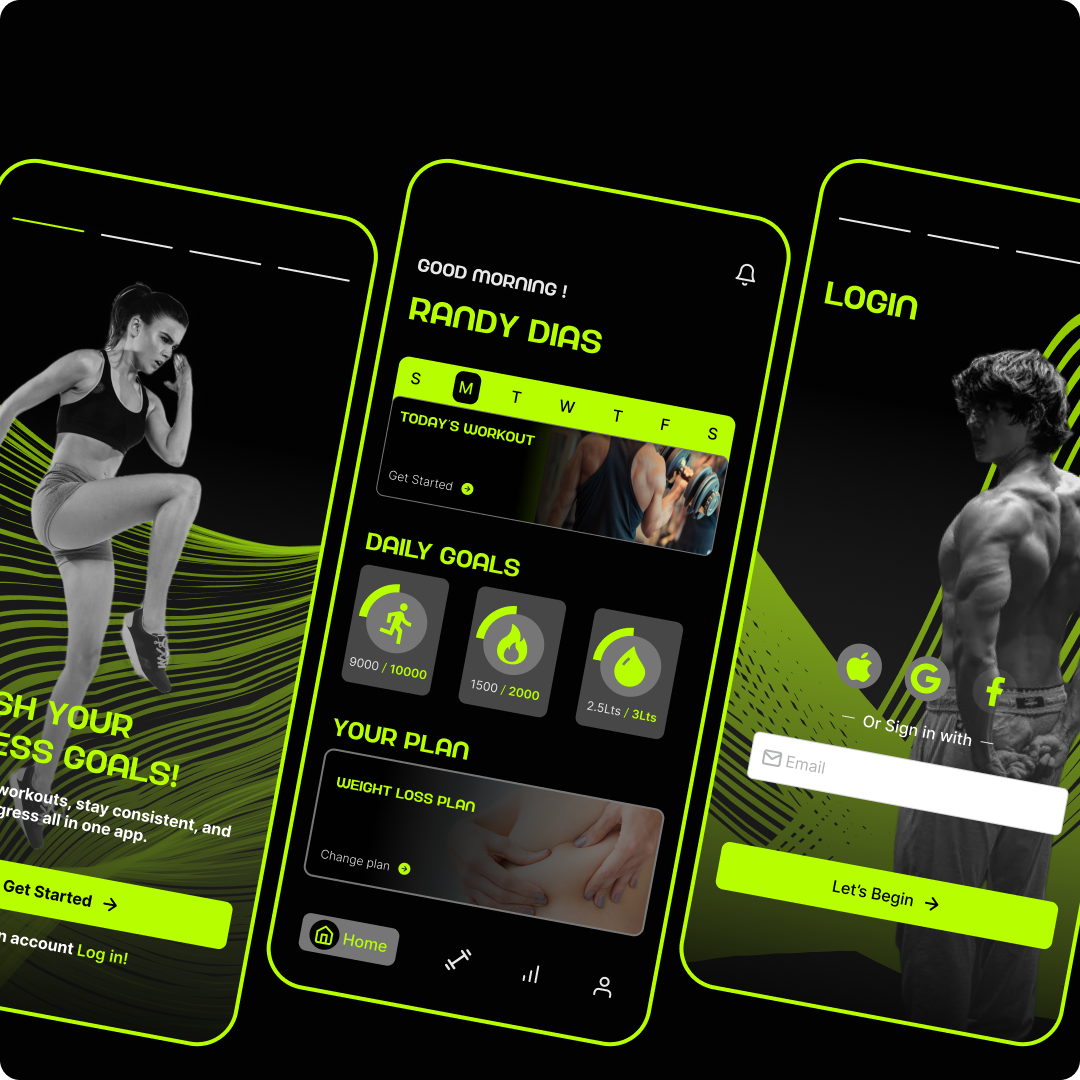 SH YOUR
ESS GOALS!
workouts, stay consistent, and
gress all in one app.
Get Started
n account Log in!
GOOD MORNING !
RANDY DIAS
S M T W T F S
TODAY'S WORKOUT
Get Started
DAILY GOALS
9000 / 10000
1500 / 2000
2.5Lts / 3Lts
YOUR PLAN
WEIGHT LOSS PLAN
Change plan
Home
LOGIN
— Or Sign in with —
Email
Let's Begin